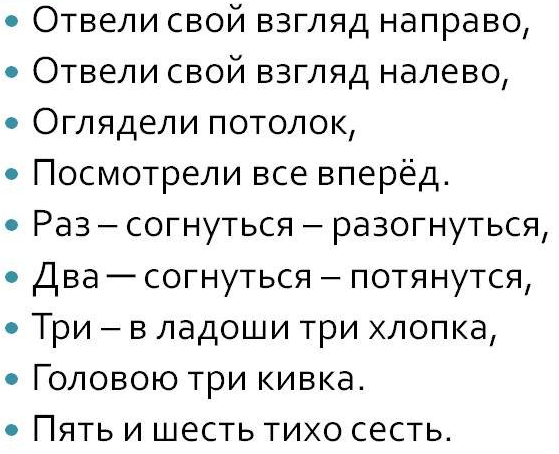 • Отвели свой взгляд направо,
• Отвели свой взгляд налево,
• Оглядели потолок,
• Посмотрели все вперёд.
• Раз – согнуться – разогнуться,
• Два — согнуться – потянутся,
• Три – в ладоши три хлопка,
• Головою три кивка.
• Пять и шесть тихо сесть.